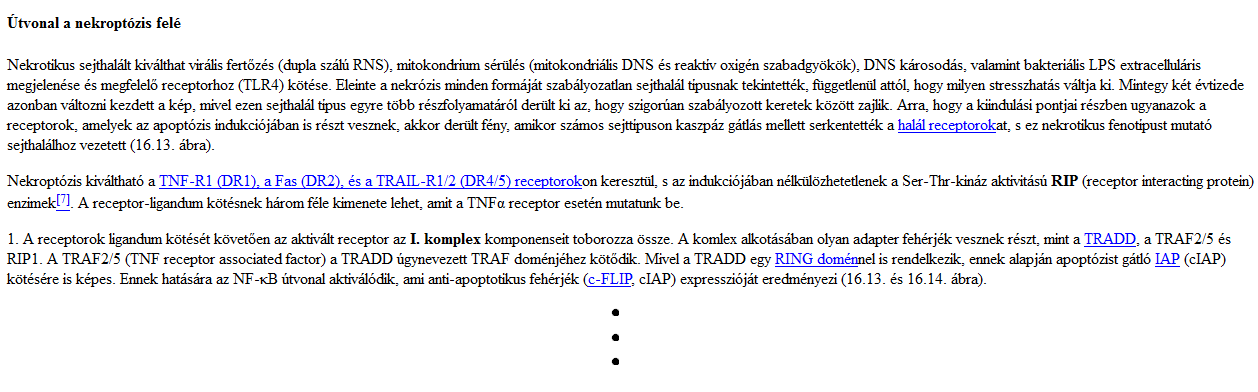 Útvonal a nekroptózis felé
Nekrotikus sejthalált kiválthat virális fertőzés (dupla szálú RNS), mitokondrium sérülés (mitokondriális DNS és reaktív oxigén szabadgyökök), DNS károsodás, valamint bakteriális LPS extracelluláris
megjelenése és megfelelő receptorhoz (TLR4) kötése. Eleinte a nekrózis minden formáját szabályozatlan sejthalál típusnak tekintették, függetlenül attól, hogy milyen stresszhatás váltja ki. Mintegy két évtizede
azonban változni kezdett a kép, mivel ezen sejthalál típus egyre több részfolyamatáról derült ki az, hogy szigorúan szabályozott keretek között zajlik. Arra, hogy a kiindulási pontjai részben ugyanazok a
receptorok, amelyek az apoptózis indukciójában is részt vesznek, akkor derült fény, amikor számos sejttípuson kaszpáz gátlás mellett serkentették a halál receptorokat, s ez nekrotikus fenotípust mutató
sejthalálhoz vezetett (16.13. ábra).
Nekroptózis kiváltható a TNF-R1 (DR1), a Fas (DR2), és a TRAIL-R1/2 (DR4/5) receptorokon keresztül, s az indukciójában nélkülözhetetlenek a Ser-Thr-kináz aktivitású RIP (receptor interacting protein)
enzimek[7]. A receptor-ligandum kötésnek három féle kimenete lehet, amit a TNFα receptor esetén mutatunk be.
1. A receptorok ligandum kötését követően az aktivált receptor az I. komplex komponenseit toborozza össze. A komlex alkotásában olyan adapter fehérjék vesznek részt, mint a TRADD, a TRAF2/5 és
RIP1. A TRAF2/5 (TNF receptor associated factor) a TRADD úgynevezett TRAF doménjéhez kötődik. Mivel a TRADD egy RING doménnel is rendelkezik, ennek alapján apoptózist gátló IAP (cIAP)
kötésére is képes. Ennek hatására az NF-κB útvonal aktiválódik, ami anti-apoptotikus fehérjék (c-FLIP, cIAP) expresszióját eredményezi (16.13. és 16.14. ábra).
•
•
•